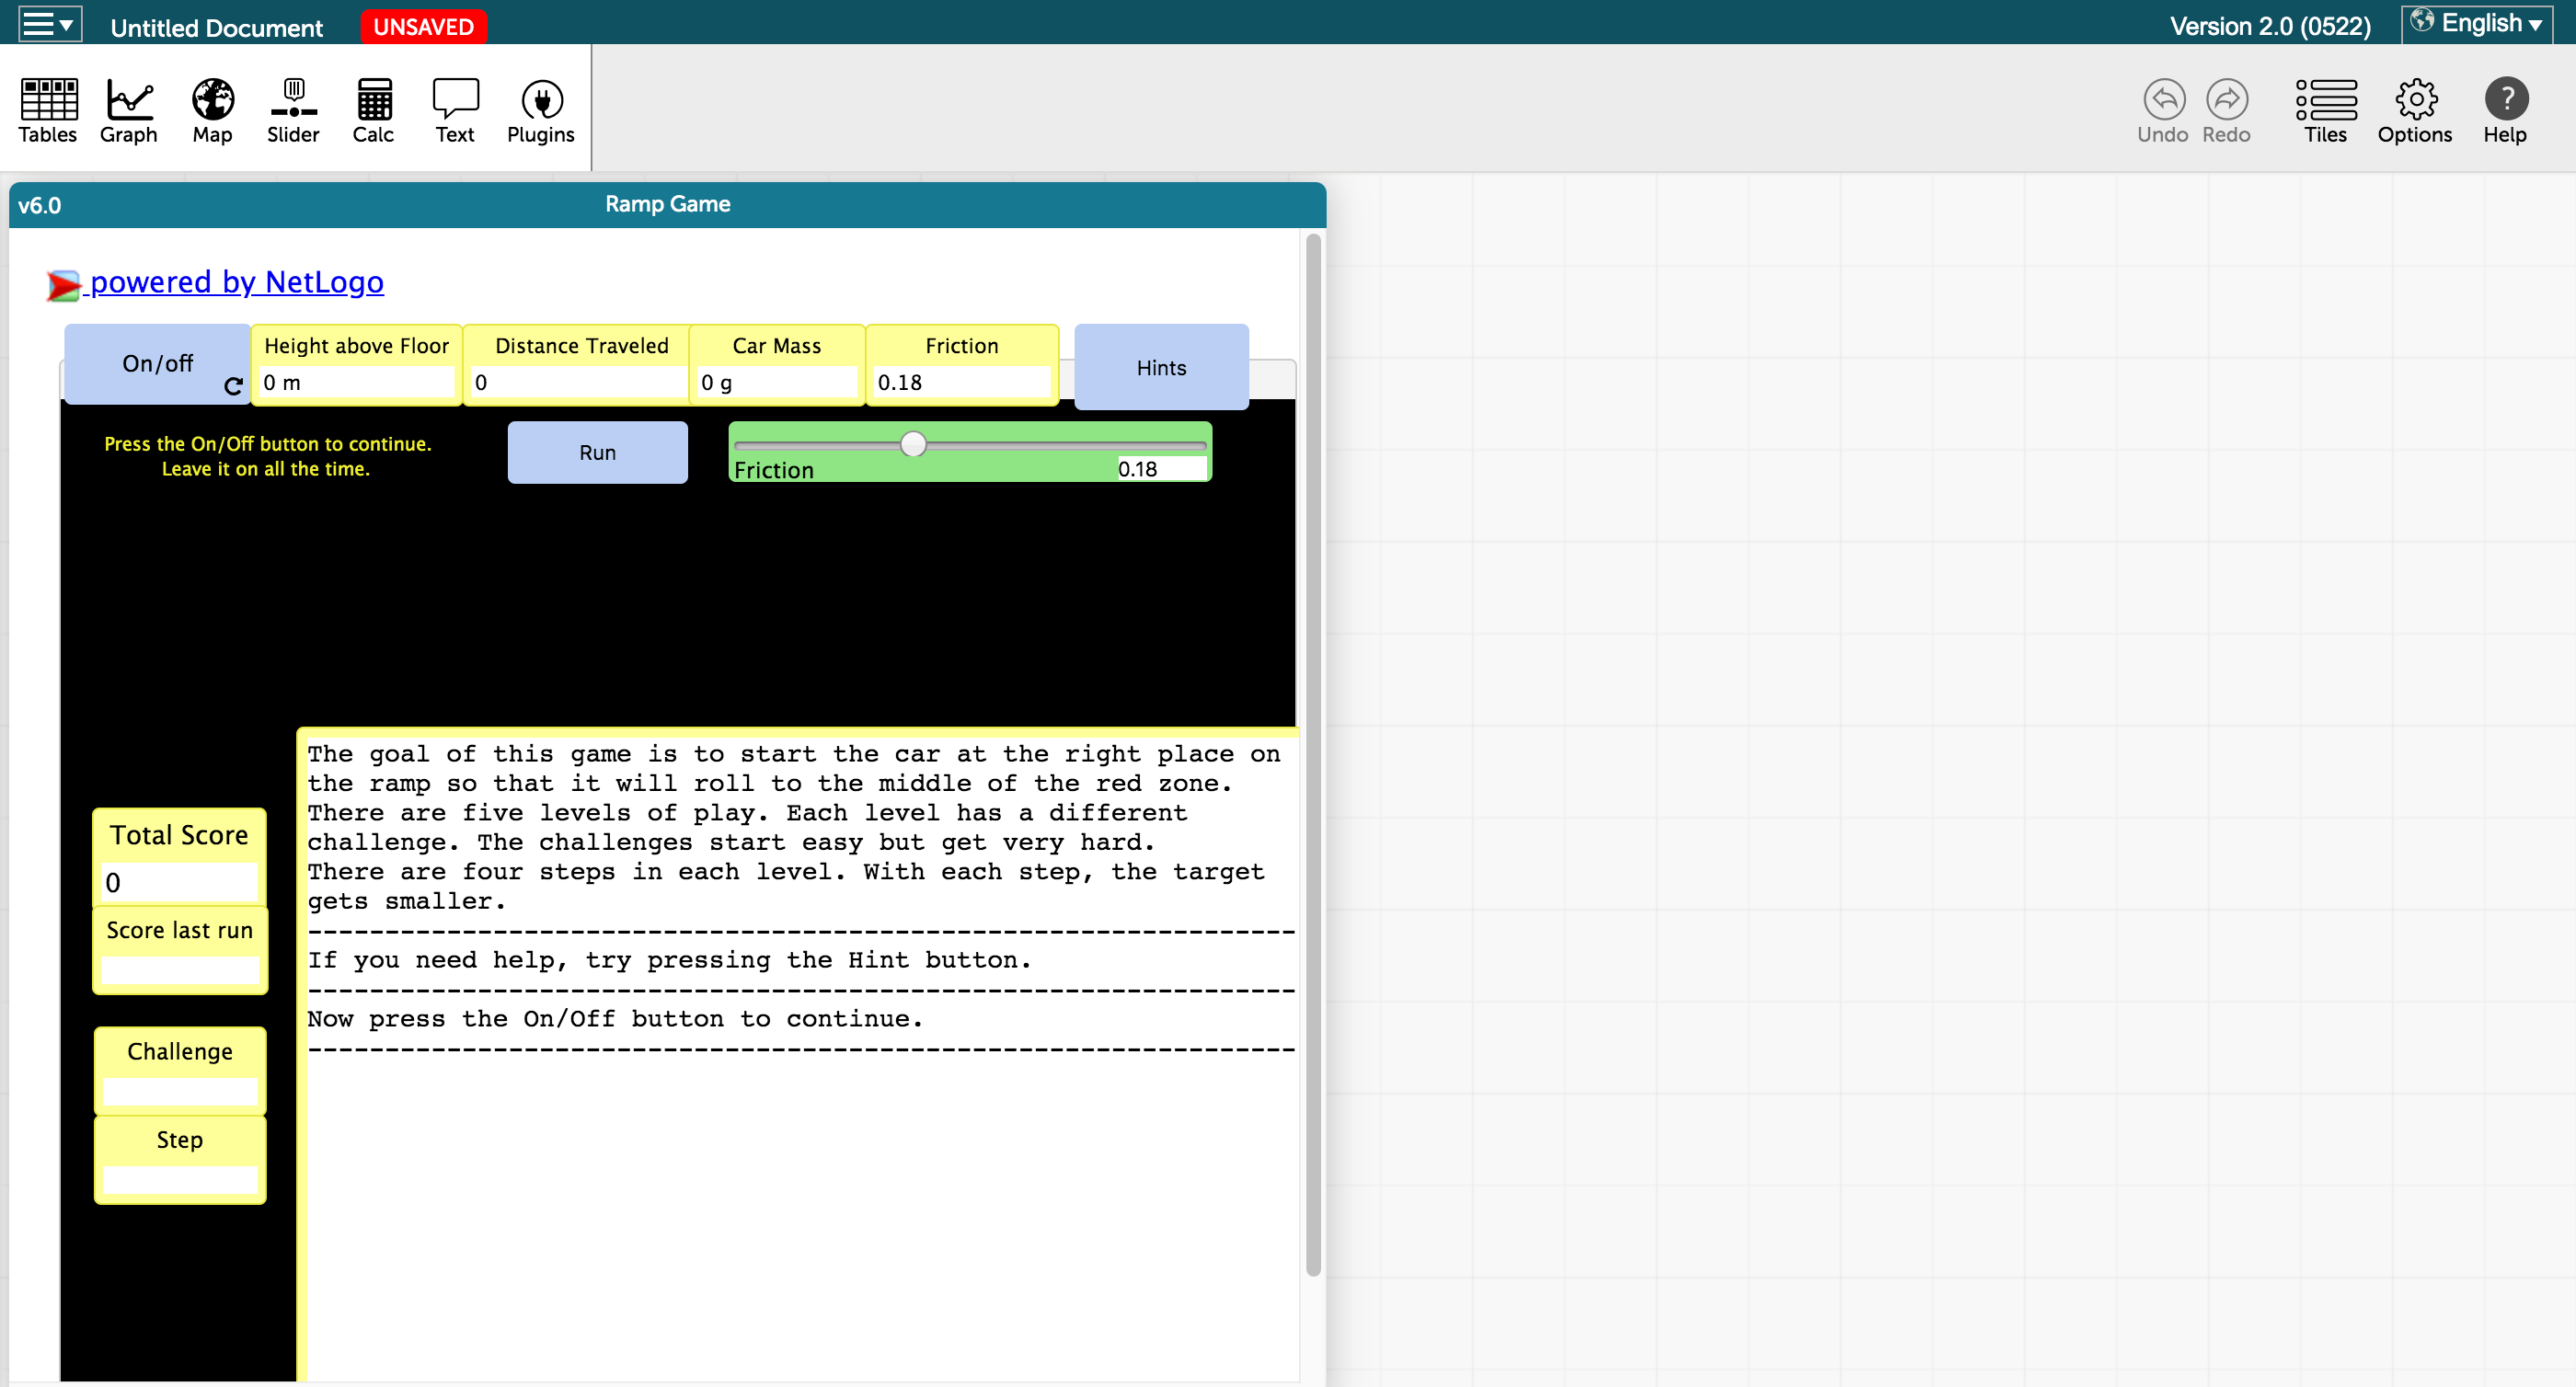 Untitled Document UNSAVED Version 2.0 (0522) English
Tables Graph Map Slider Calc Text Plugins Undo Redo Tiles Options ? Help
v6.0 Ramp Game
powered by NetLogo
On/off Height above Floor Distance Traveled Car Mass Friction Hints
0 m 0 0 g 0.18
Press the On/Off button to continue.
Leave it on all the time.
Run
Friction 0.18
The goal of this game is to start the car at the right place on
the ramp so that it will roll to the middle of the red zone.
There are five levels of play. Each level has a different
challenge. The challenges start easy but get very hard.
There are four steps in each level. With each step, the target
gets smaller.
----------------------------------------------------------------
If you need help, try pressing the Hint button.
----------------------------------------------------------------
Now press the On/Off button to continue.
----------------------------------------------------------------
Total Score
0
Score last run
Challenge
Step